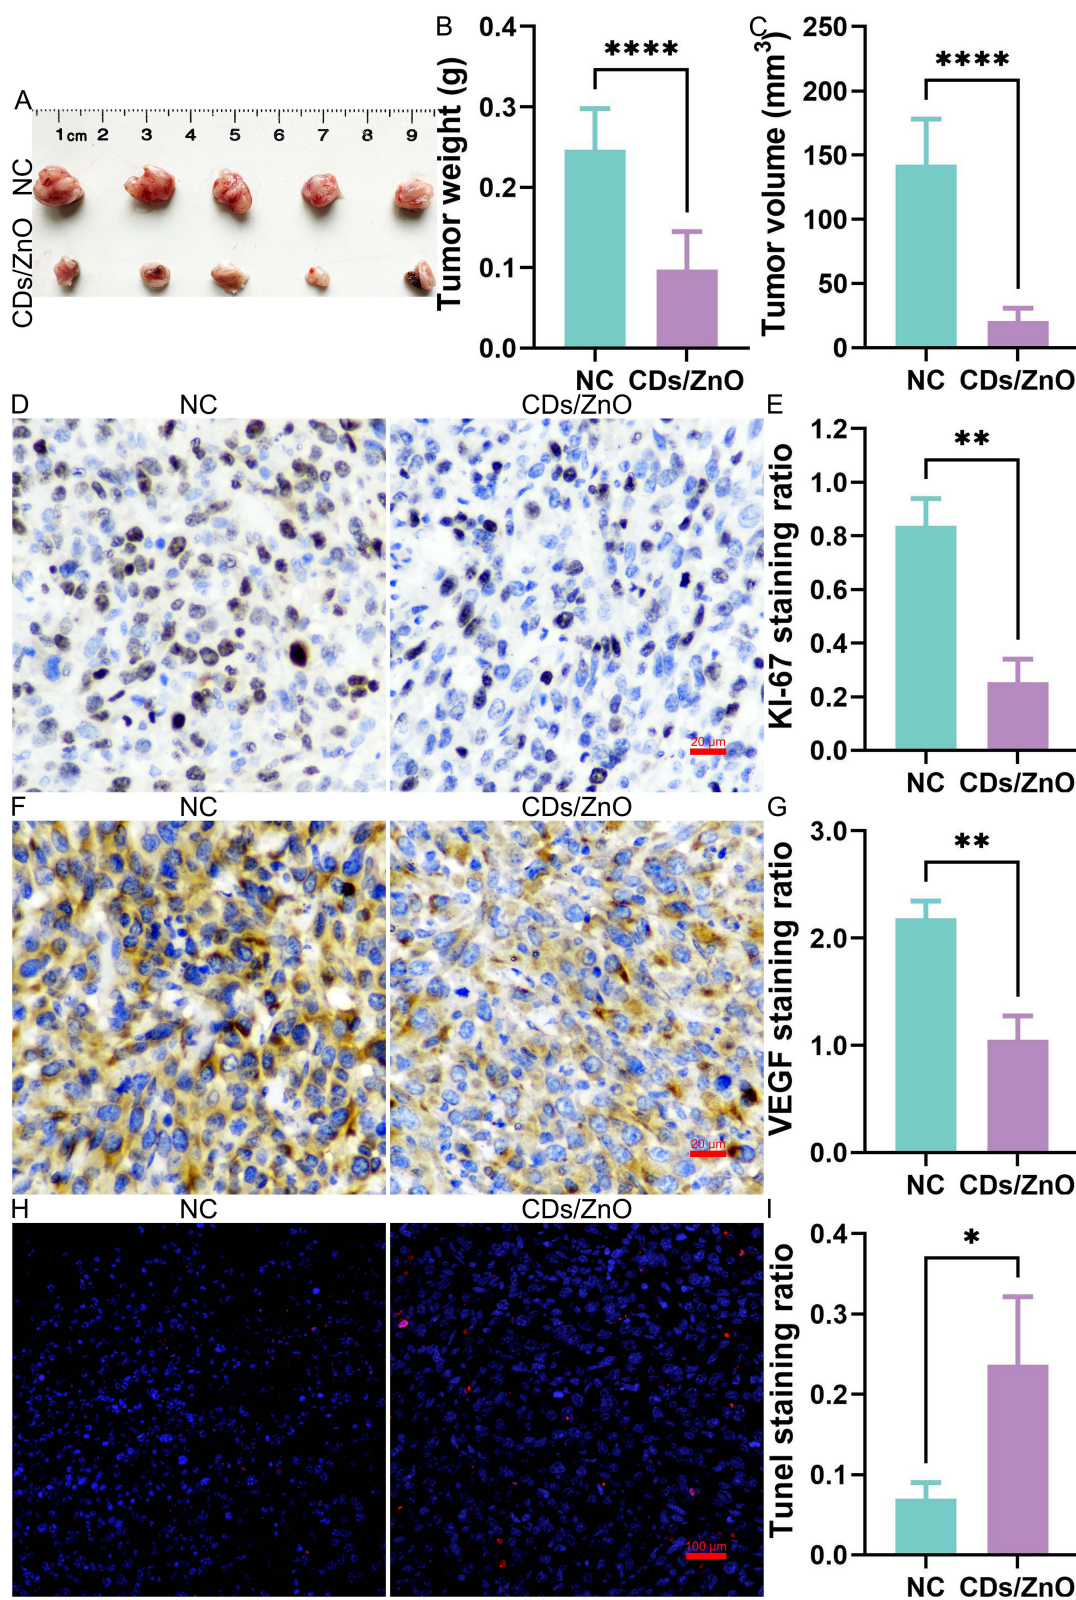 A
1cm 2 3 4 5 6 7 8 9
NC
CDs/ZnO
B
Tumor weight (g)
0.4
0.3
0.2
0.1
0.0
****
NC CDs/ZnO
C
Tumor volume (mm³)
250
200
150
100
50
0
****
NC CDs/ZnO
D
NC
CDs/ZnO
20 μm
E
KI-67 staining ratio
1.2
1.0
0.8
0.6
0.4
0.2
0.0
**
NC CDs/ZnO
F
NC
CDs/ZnO
20 μm
G
VEGF staining ratio
3.0
2.0
1.0
0.0
**
NC CDs/ZnO
H
NC
CDs/ZnO
100 μm
I
Tunel staining ratio
0.4
0.3
0.2
0.1
0.0
*
NC CDs/ZnO